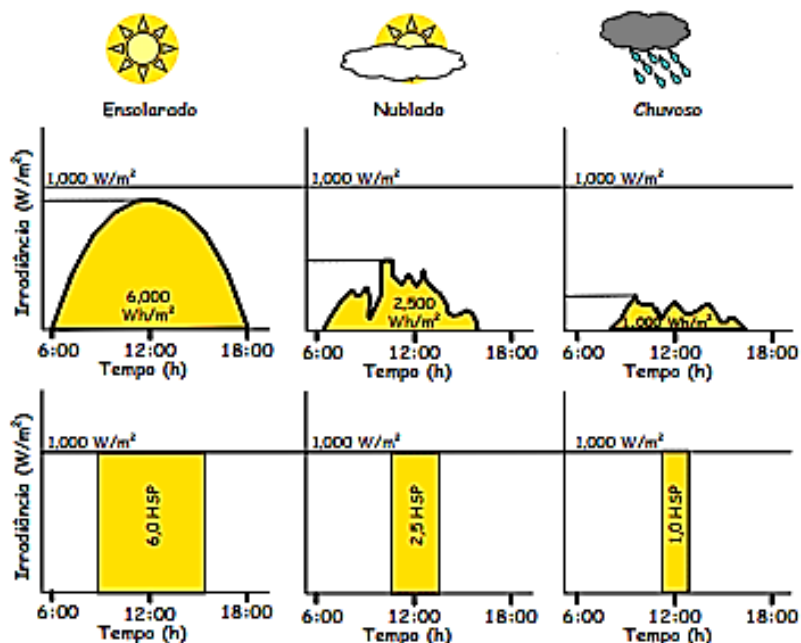 Ensolarado
Nublado
Chuvoso
Irradiância (W/m²)
1,000 W/m²
1,000 W/m²
1,000 W/m²
6,000
Wh/m²
2,500
Wh/m²
1,000 Wh/m²
6:00 12:00 18:00
6:00 12:00 18:00
6:00 12:00 18:00
Tempo (h)
Tempo (h)
Tempo (h)
Irradiância (W/m²)
1,000 W/m²
1,000 W/m²
1,000 W/m²
6,0 HSP
2,5 HSP
1,0 HSP
6:00 12:00 18:00
6:00 12:00 18:00
6:00 12:00 18:00
Tempo (h)
Tempo (h)
Tempo (h)